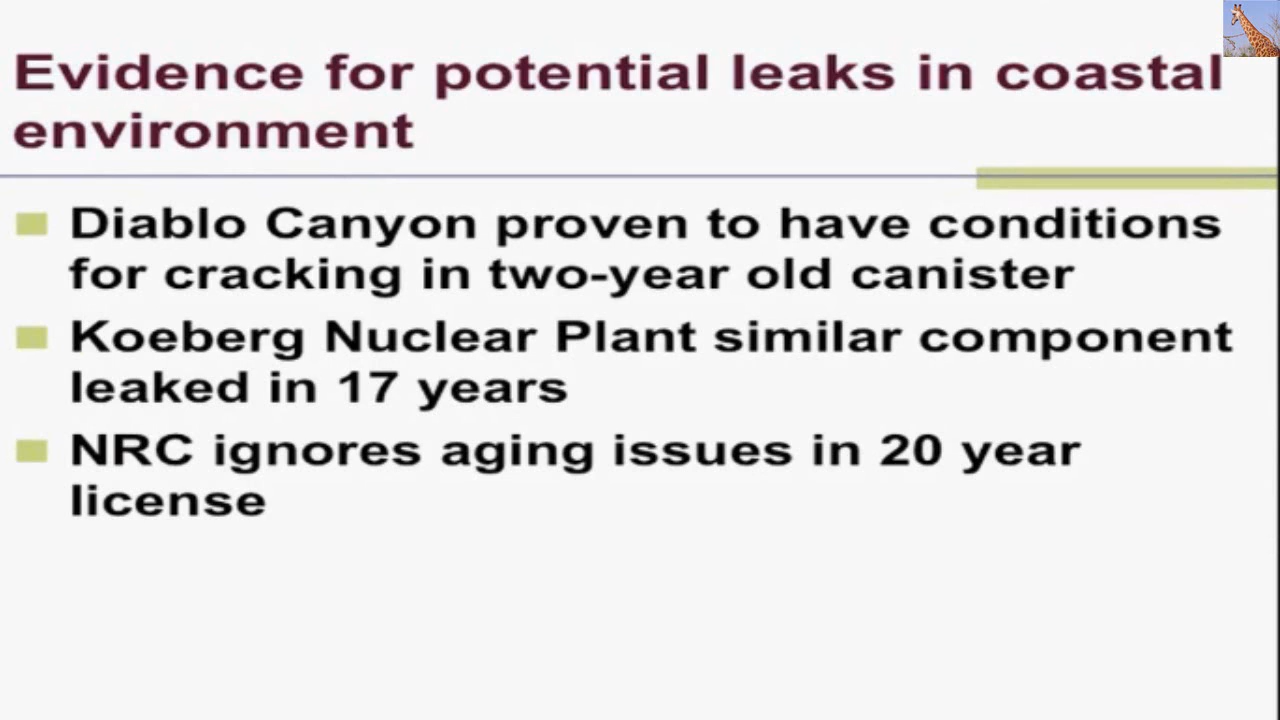 Evidence for potential leaks in coastal
environment
Diablo Canyon proven to have conditions
for cracking in two-year old canister
Koeberg Nuclear Plant similar component
leaked in 17 years
NRC ignores aging issues in 20 year
license